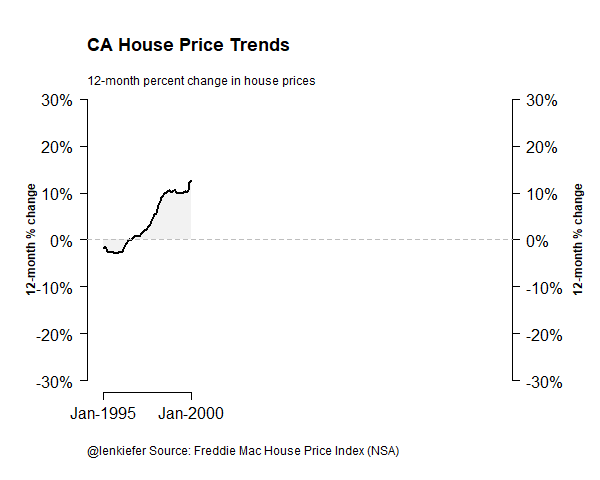 CA House Price Trends
12-month percent change in house prices
30%
20%
10%
0%
-10%
-20%
-30%
12-month % change
30%
20%
10%
0%
-10%
-20%
-30%
12-month % change
Jan-1995
Jan-2000
@lenkiefer Source: Freddie Mac House Price Index (NSA)